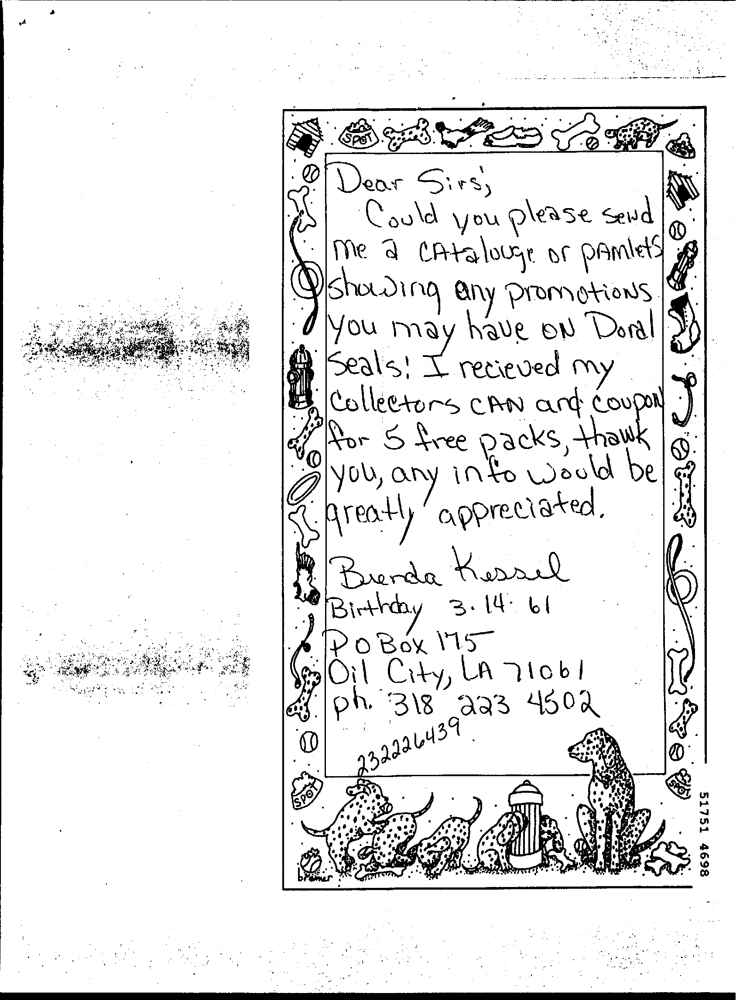 SPOT
Dear Sirs,
Could you please send
me a CAtalouge or pAmlets
showing any promotions
you may have on Doral
Seals! I recieved my
Collectors CAN and coupon
for 5 free packs, thank
you, any info would be
greatly appreciated.
Brenda Kessel
Birthday 3·14·61
PO Box 175
Oil City, LA 71061
ph. 318 223 4502
232226439
SPOT
SPOT
bramer
51751 4698